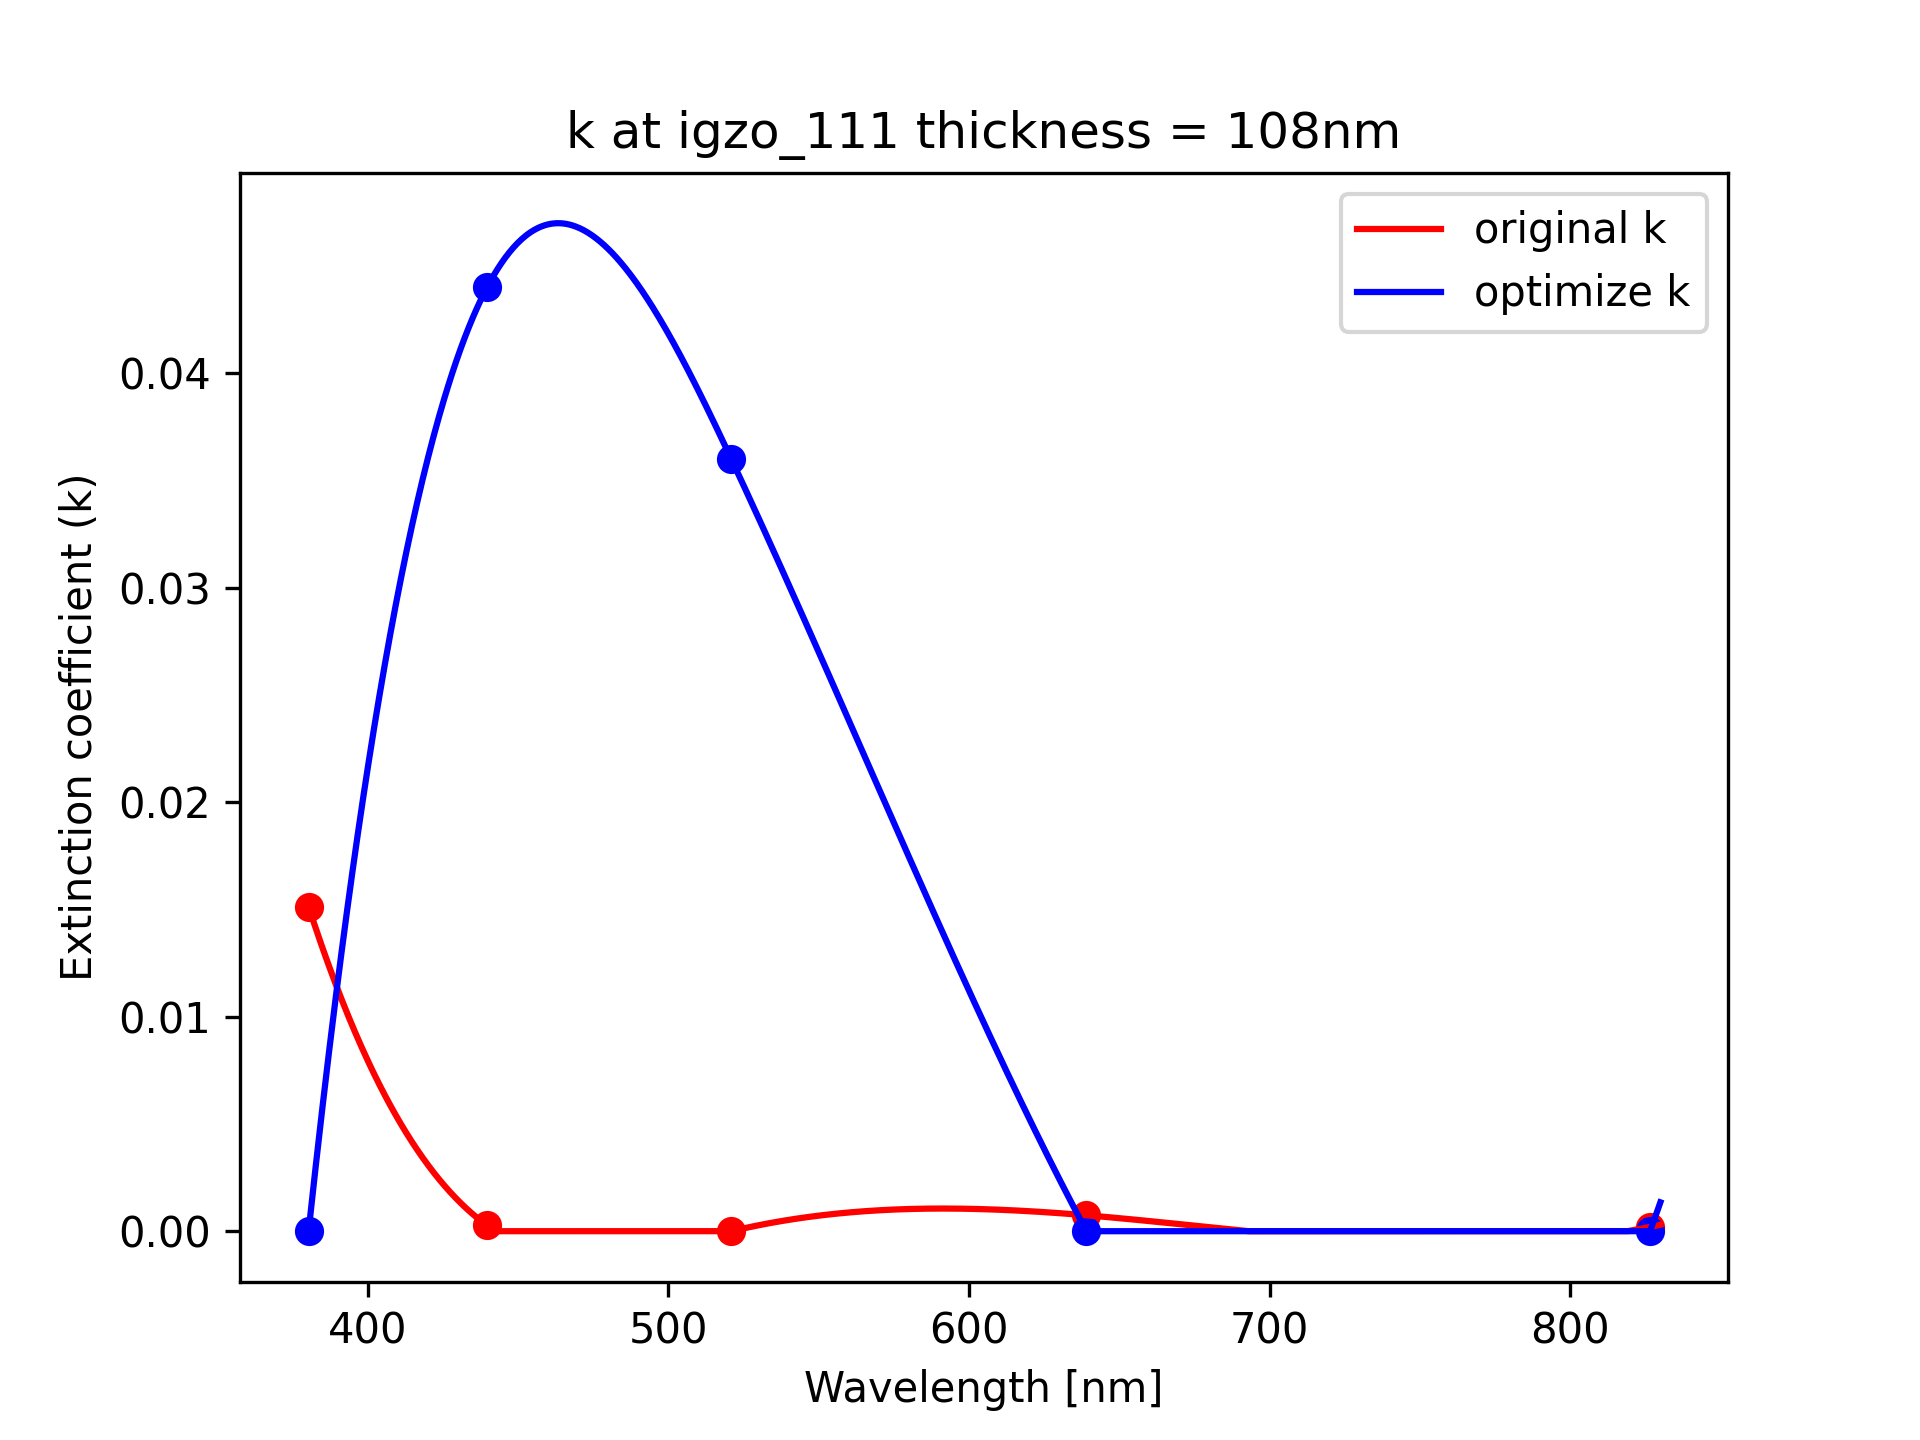 k at igzo_111 thickness = 108nm
original k
optimize k
Extinction coefficient (k)
0.04
0.03
0.02
0.01
0.00
400 500 600 700 800
Wavelength [nm]